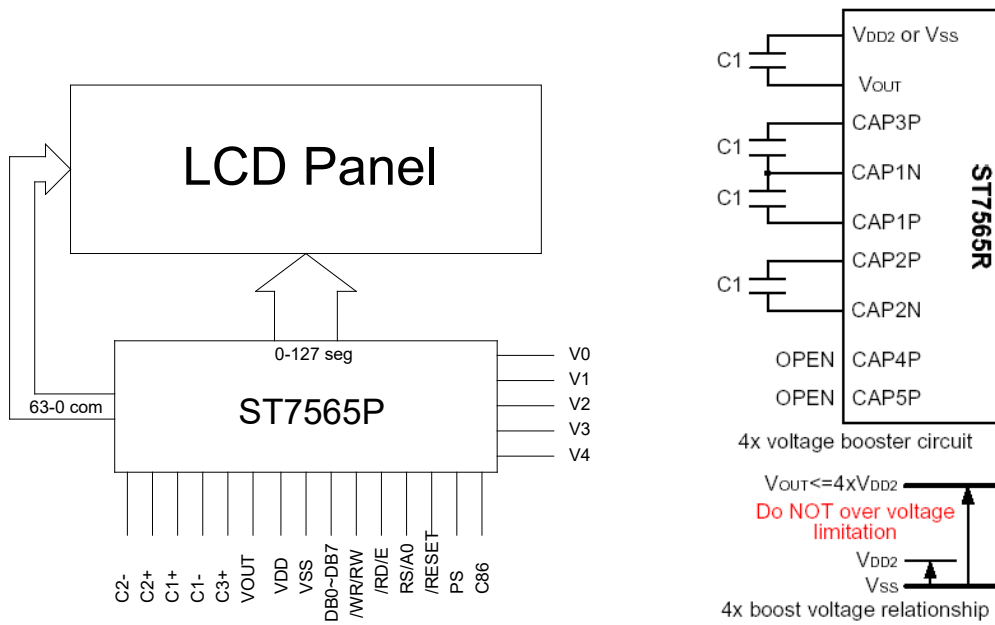 LCD Panel
0-127 seg
63-0 com
ST7565P
V0
V1
V2
V3
V4
C2-
C2+
C1+
C1-
C3+
VOUT
VDD
VSS
DB0~DB7
/WR/RW
/RD/E
RS/A0
/RESET
PS
C86
C1
VDD2 or VSS
VOUT
C1
CAP3P
CAP1N
C1
CAP1P
CAP2P
C1
CAP2N
OPEN CAP4P
OPEN CAP5P
ST7565R
4x voltage booster circuit
VOUT<=4xVDD2
Do NOT over voltage
limitation
VDD2
VSS
4x boost voltage relationship